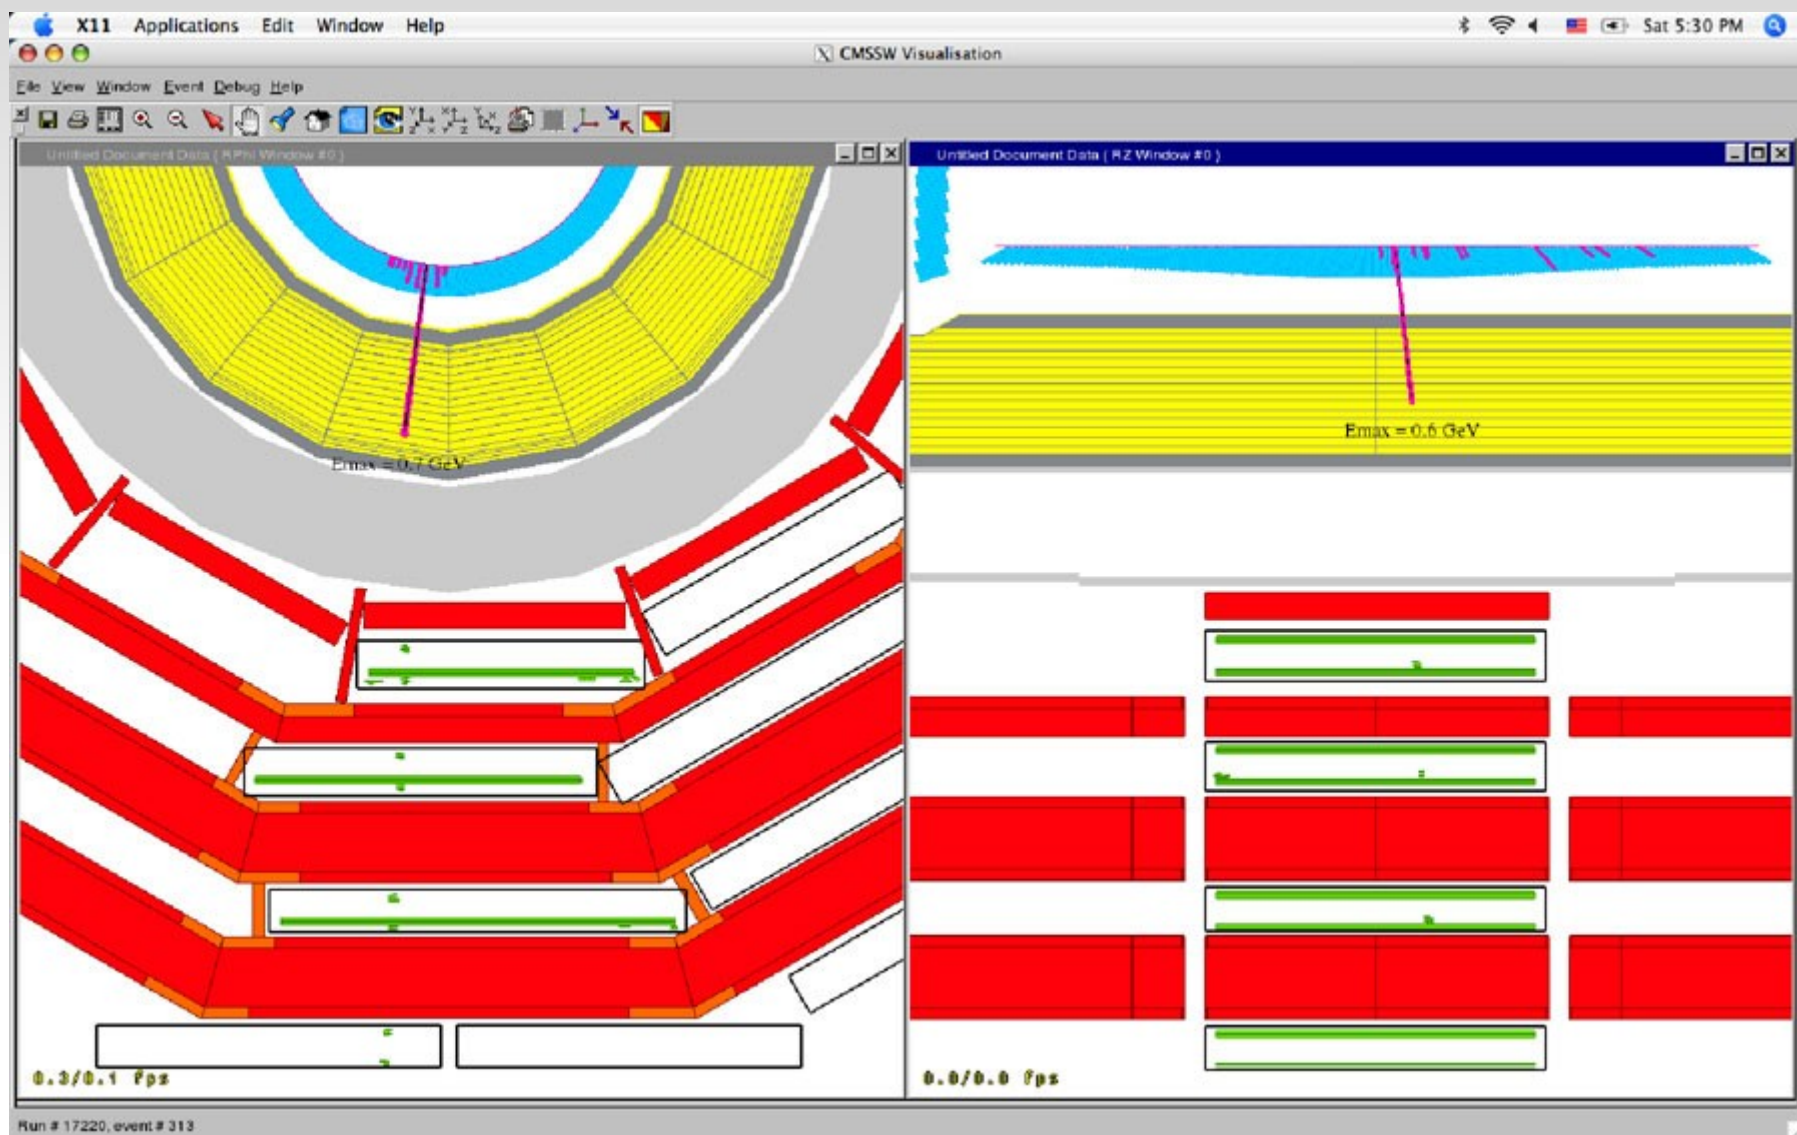 X11 Applications Edit Window Help Sat 5:30 PM
CMSSW Visualisation
File View Window Event Debug Help
Untitled Document Data ( RPhi Window #0 )
Untitled Document Data ( RZ Window #0 )
Emax = 0.7 GeV
Emax = 0.6 GeV
0.3/0.1 fps
0.0/0.0 fps
Run # 17220, event # 313